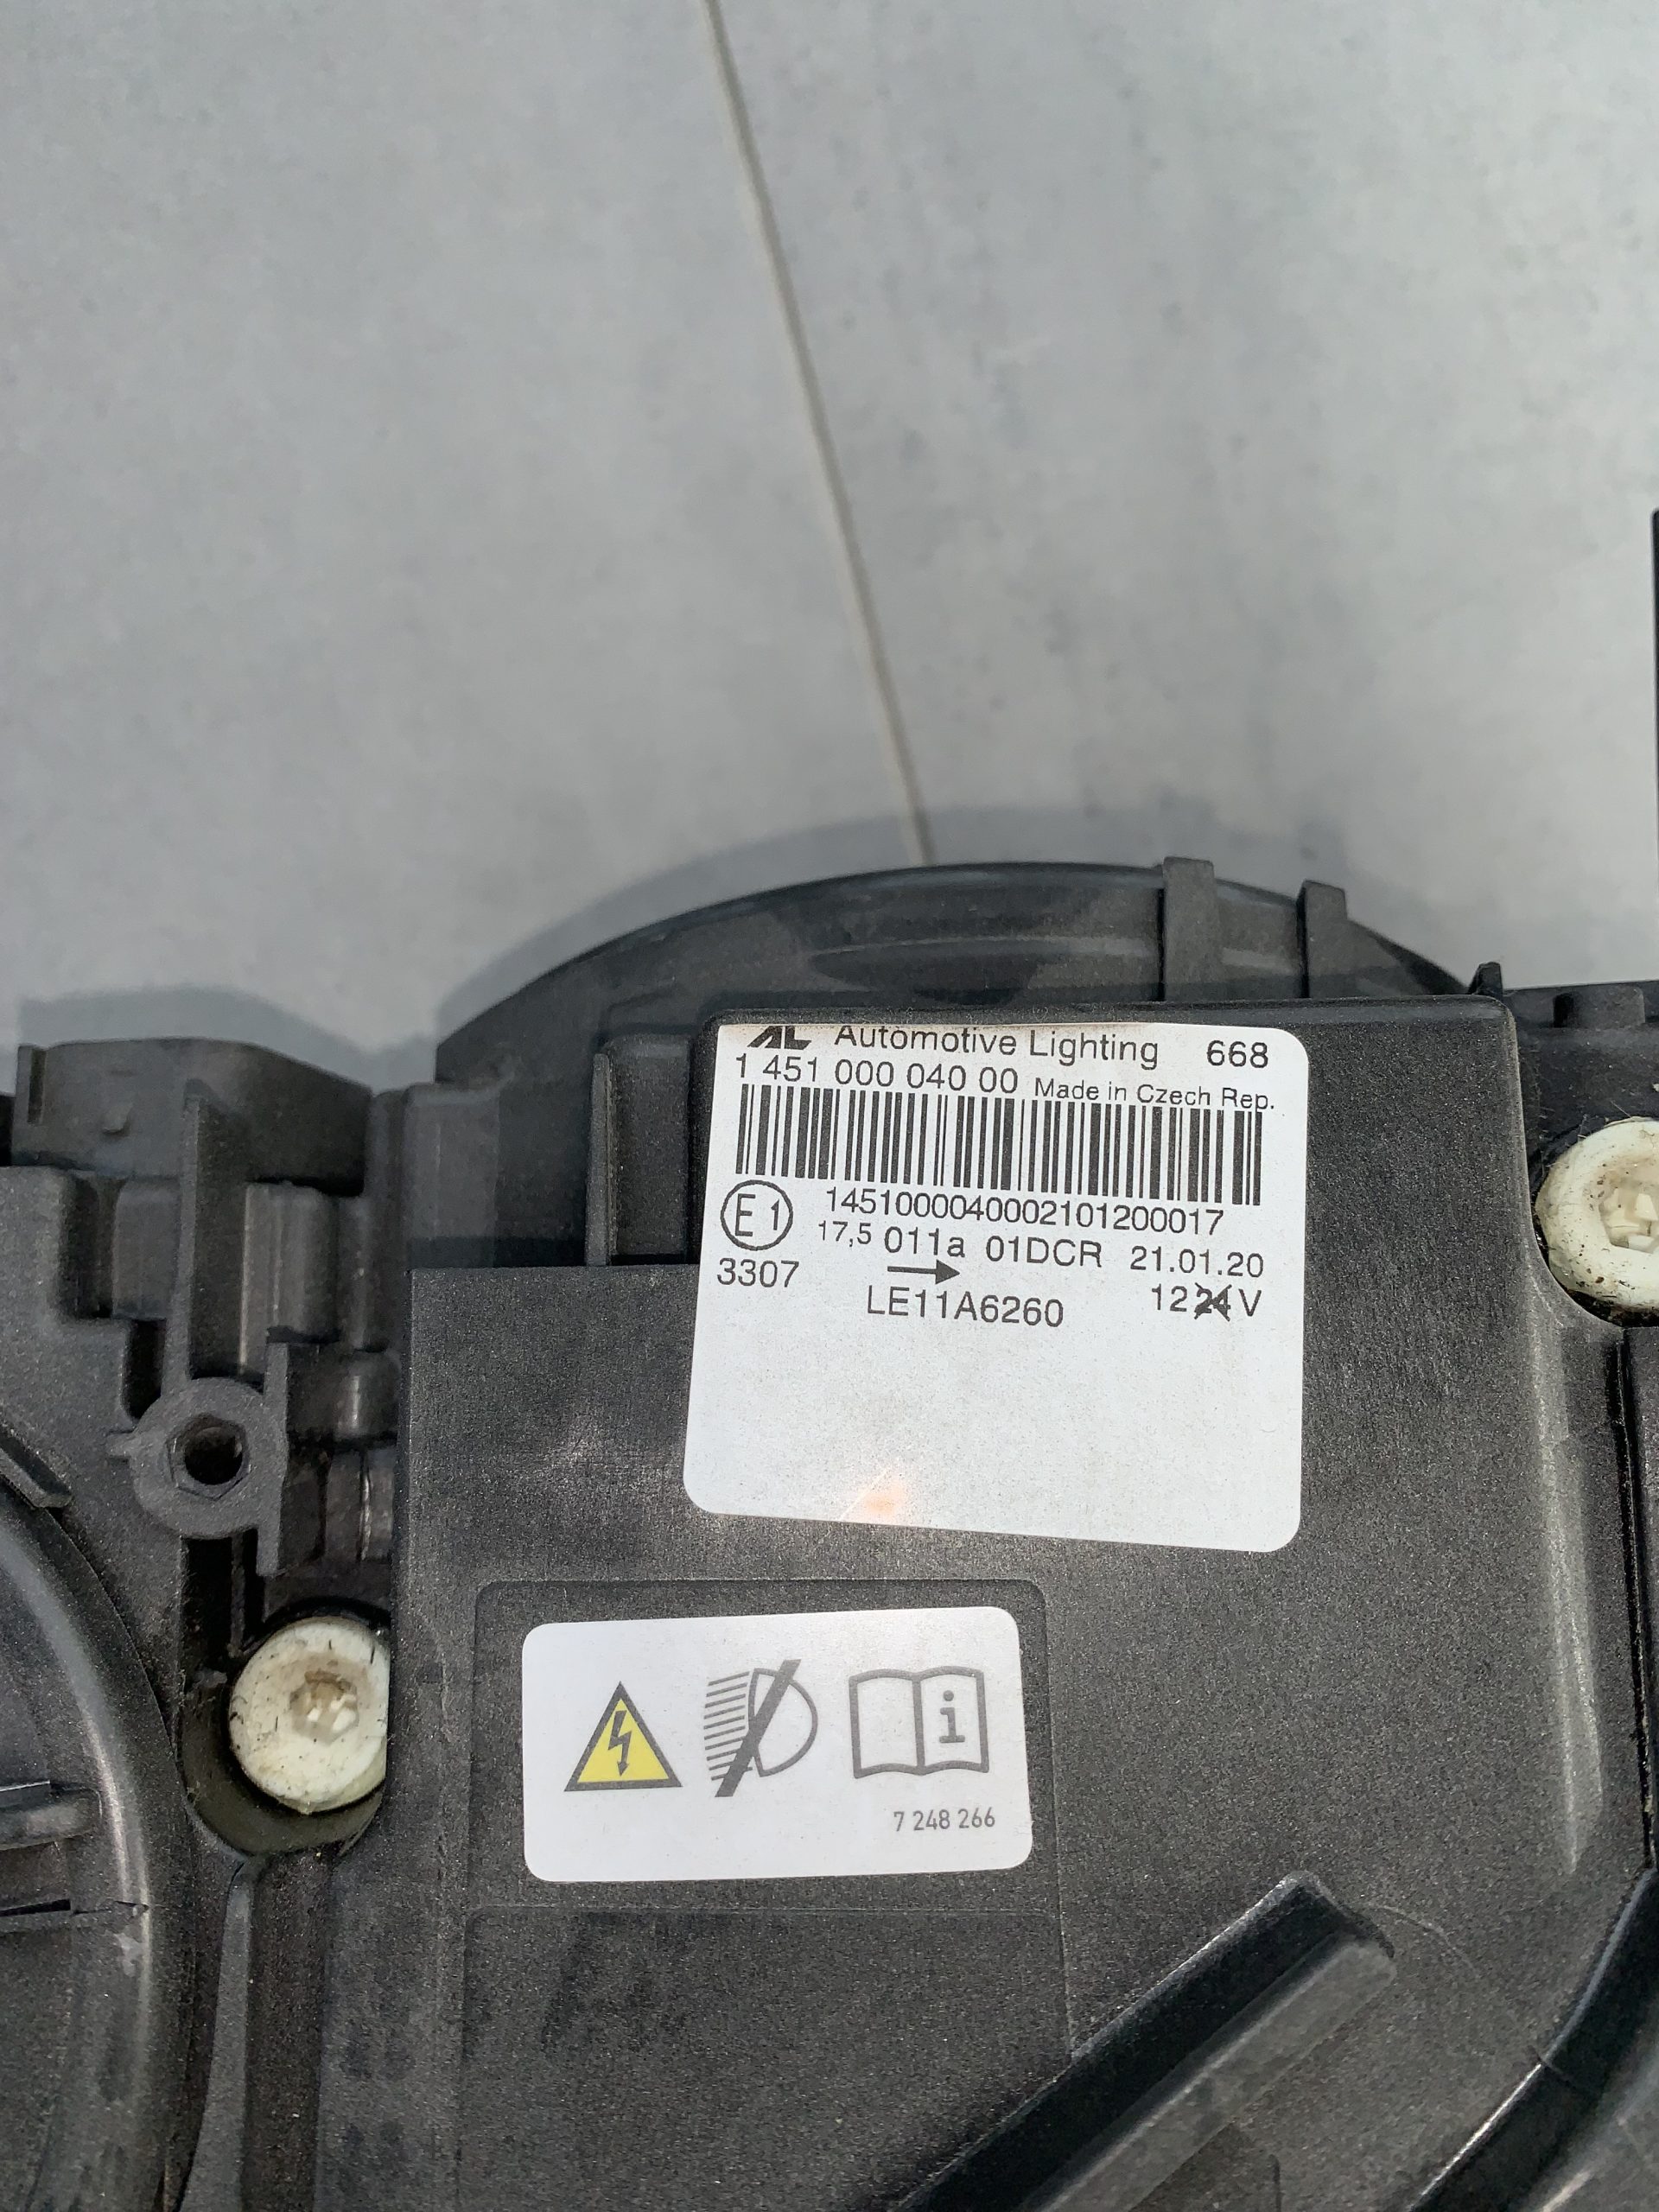 AL Automotive Lighting 668
1 451 000 040 00 Made in Czech Rep.
1451000040002101200017
E1 17,5 011a 01DCR 21.01.20
3307 → 12 24 V
LE11A6260
i
7 248 266